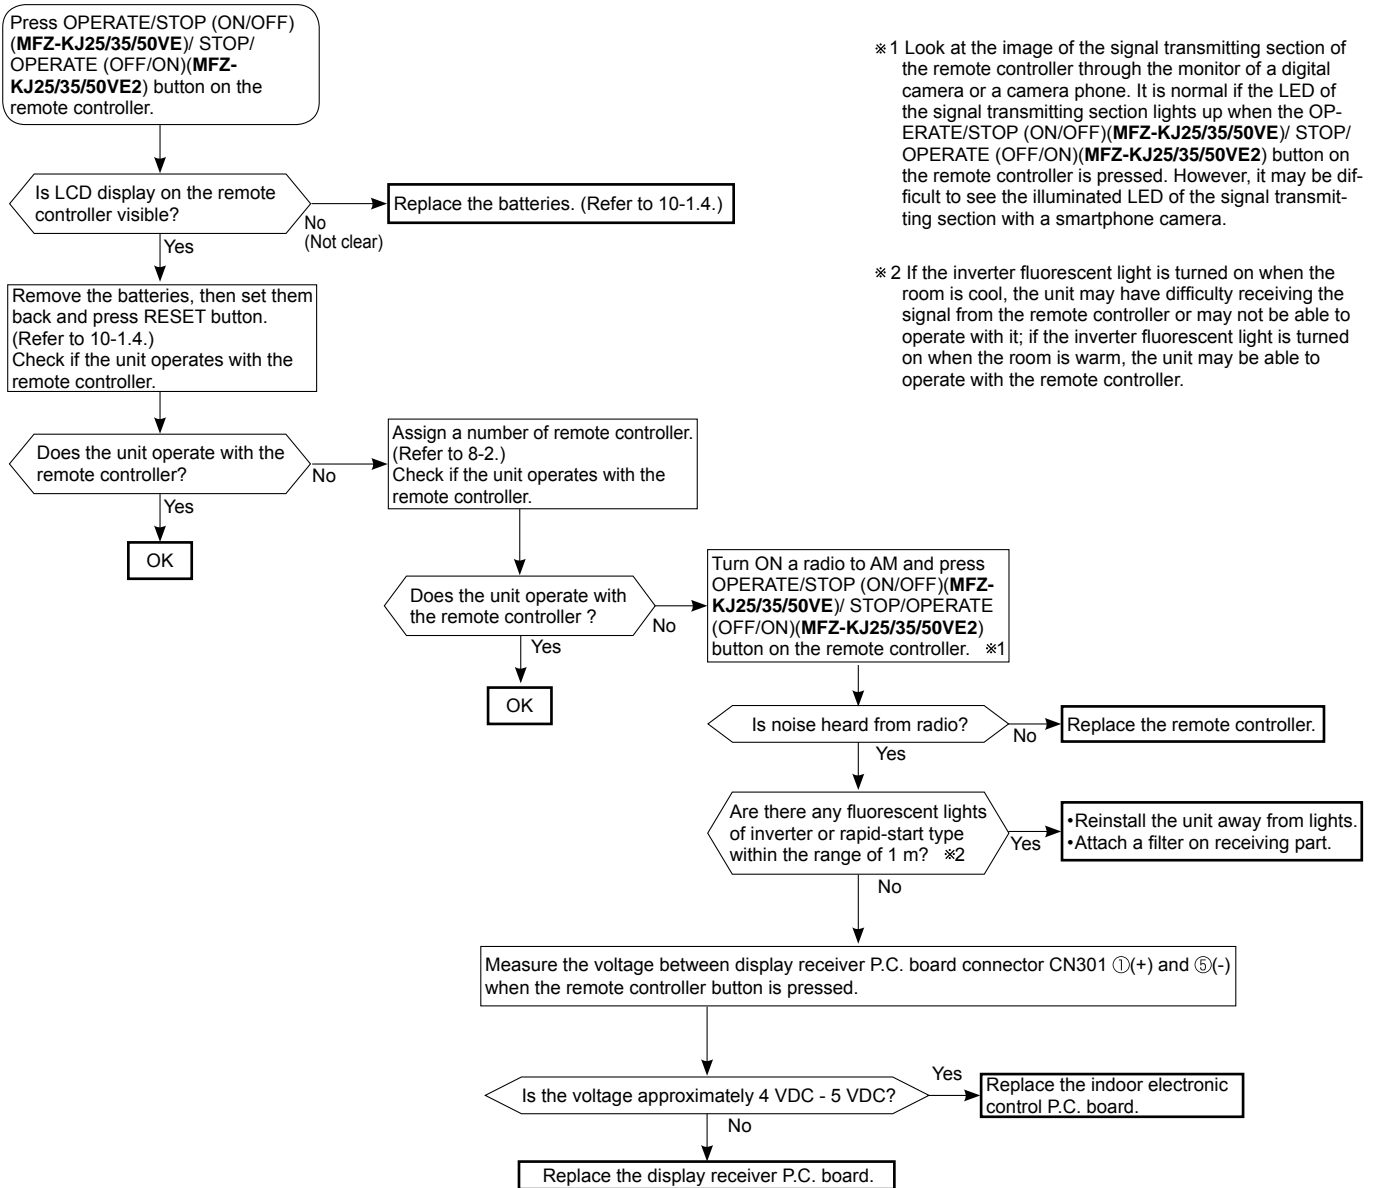 Press OPERATE/STOP (ON/OFF)
(MFZ-KJ25/35/50VE)/ STOP/
OPERATE (OFF/ON)(MFZ-
KJ25/35/50VE2) button on the
remote controller.
Is LCD display on the remote
controller visible?
No
(Not clear)
Replace the batteries. (Refer to 10-1.4.)
Yes
Remove the batteries, then set them
back and press RESET button.
(Refer to 10-1.4.)
Check if the unit operates with the
remote controller.
Does the unit operate with the
remote controller?
No
Yes
OK
Assign a number of remote controller.
(Refer to 8-2.)
Check if the unit operates with the
remote controller.
Does the unit operate with
the remote controller ?
No
Yes
OK
Turn ON a radio to AM and press
OPERATE/STOP (ON/OFF)(MFZ-
KJ25/35/50VE)/ STOP/OPERATE
(OFF/ON)(MFZ-KJ25/35/50VE2)
button on the remote controller. ※1
Is noise heard from radio?
No
Replace the remote controller.
Yes
Are there any fluorescent lights
of inverter or rapid-start type
within the range of 1 m? ※2
Yes
•Reinstall the unit away from lights.
•Attach a filter on receiving part.
No
Measure the voltage between display receiver P.C. board connector CN301 ①(+) and ⑤(-)
when the remote controller button is pressed.
Is the voltage approximately 4 VDC - 5 VDC?
Yes
Replace the indoor electronic
control P.C. board.
No
Replace the display receiver P.C. board.
※1 Look at the image of the signal transmitting section of
the remote controller through the monitor of a digital
camera or a camera phone. It is normal if the LED of
the signal transmitting section lights up when the OP-
ERATE/STOP (ON/OFF)(MFZ-KJ25/35/50VE)/ STOP/
OPERATE (OFF/ON)(MFZ-KJ25/35/50VE2) button on
the remote controller is pressed. However, it may be dif-
ficult to see the illuminated LED of the signal transmit-
ting section with a smartphone camera.
※2 If the inverter fluorescent light is turned on when the
room is cool, the unit may have difficulty receiving the
signal from the remote controller or may not be able to
operate with it; if the inverter fluorescent light is turned
on when the room is warm, the unit may be able to
operate with the remote controller.